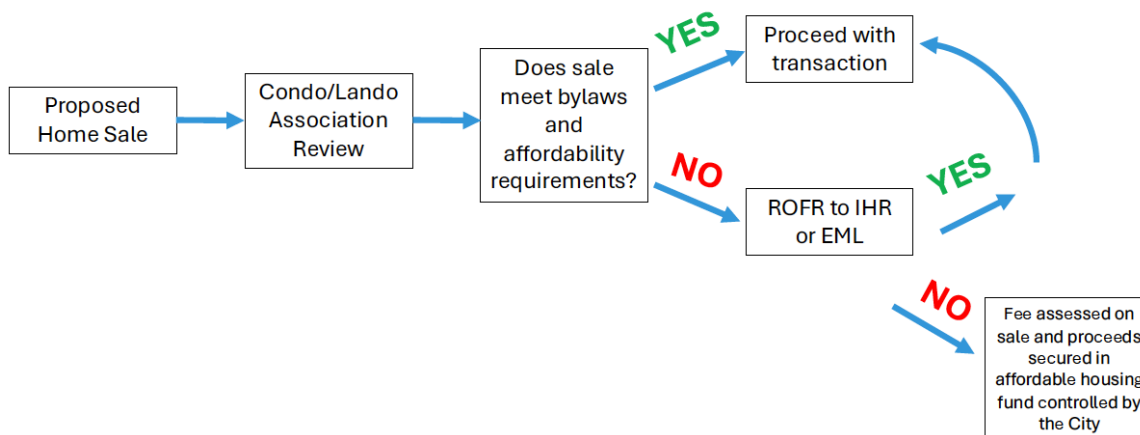 Proposed
Home Sale
Condo/Lando
Association
Review
Does sale
meet bylaws
and
affordability
requirements?
YES
Proceed with
transaction
NO
ROFR to IHR
or EML
YES
NO
Fee assessed on
sale and proceeds
secured in
affordable housing
fund controlled by
the City